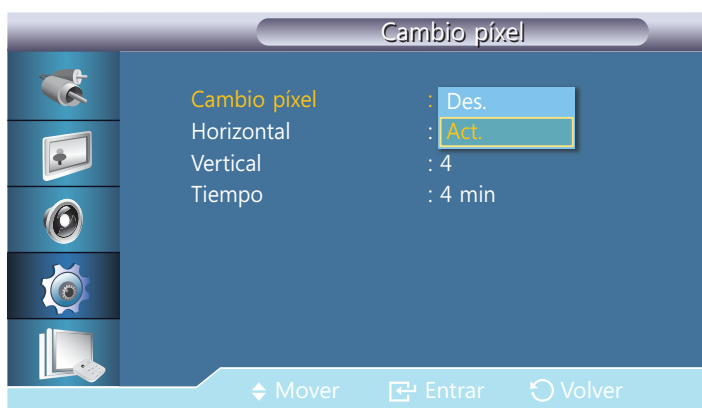 Cambio píxel
Cambio píxel : Des.
Horizontal : Act.
Vertical : 4
Tiempo : 4 min
Mover Entrar Volver